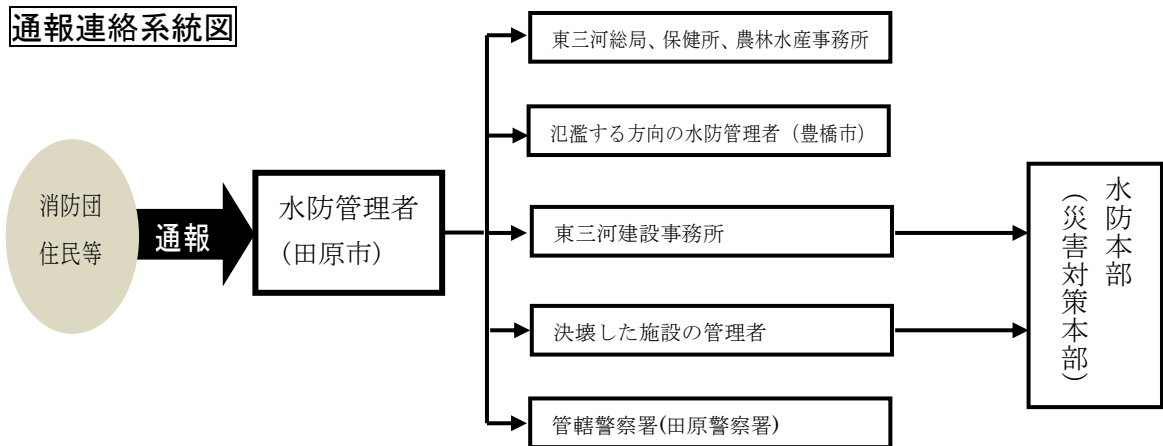 通報連絡系統図
消防団
住民等
通報
水防管理者
(田原市)
東三河総局、保健所、農林水産事務所
氾濫する方向の水防管理者（豊橋市）
東三河建設事務所
決壊した施設の管理者
管轄警察署(田原警察署)
水防本部
（災害対策本部）